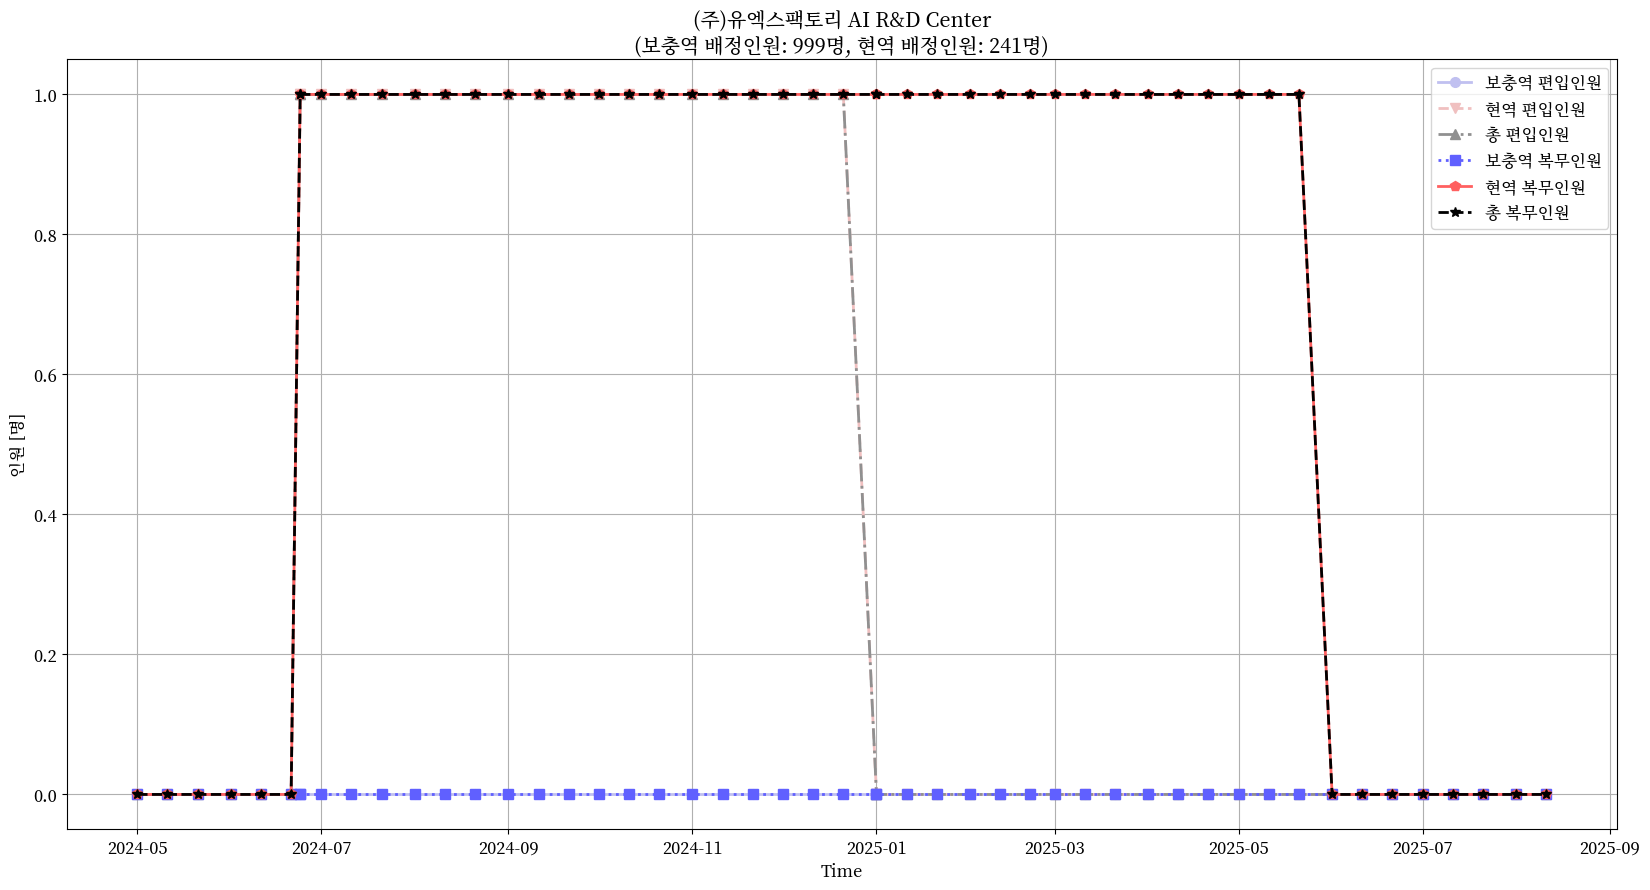 (주)유엑스팩토리 AI R&D Center
(보충역 배정인원: 999명, 현역 배정인원: 241명)
보충역 편입인원
현역 편입인원
총 편입인원
보충역 복무인원
현역 복무인원
총 복무인원
1.0
0.8
0.6
0.4
0.2
0.0
인원 [명]
2024-05
2024-07
2024-09
2024-11
2025-01
2025-03
2025-05
2025-07
2025-09
Time